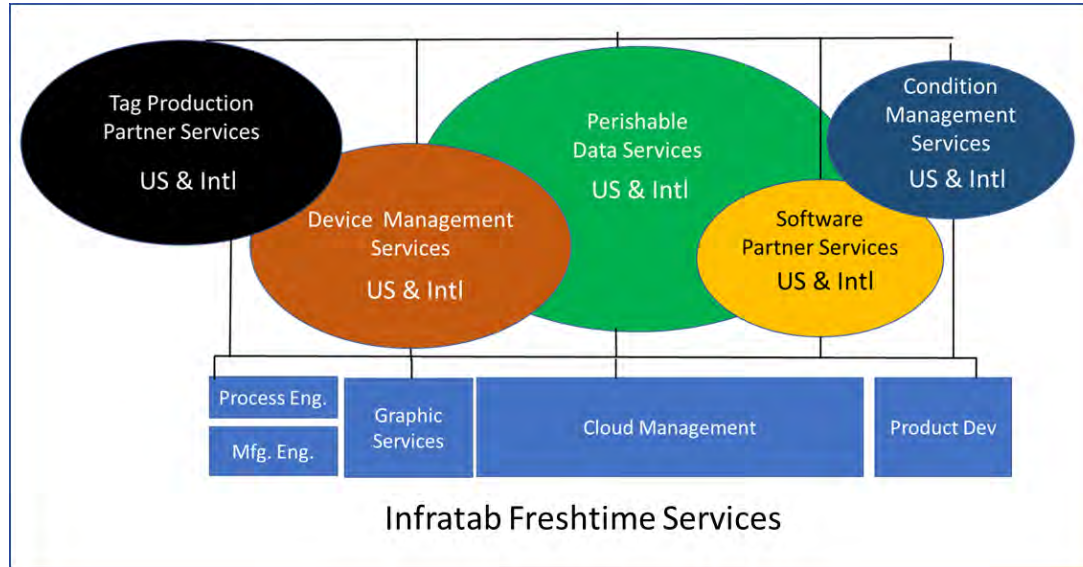 Tag Production
Partner Services
US & Intl
Device Management
Services
US & Intl
Perishable
Data Services
US & Intl
Software
Partner Services
US & Intl
Condition
Management
Services
US & Intl
Process Eng.
Mfg. Eng.
Graphic
Services
Cloud Management
Product Dev
Infratab Freshtime Services